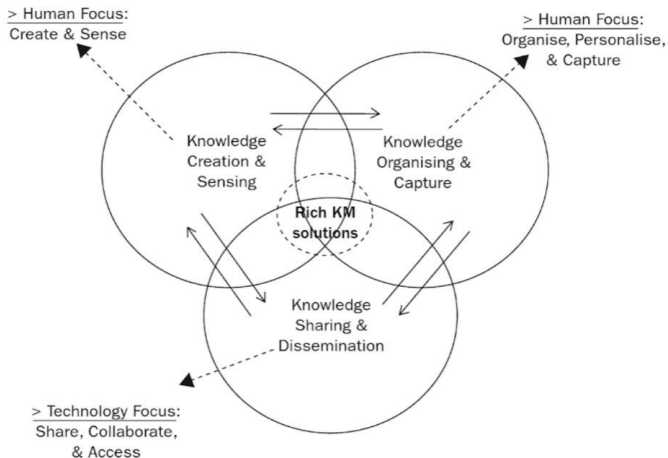 > Human Focus:
Create & Sense
> Human Focus:
Organise, Personalise,
& Capture
Knowledge
Creation &
Sensing
Knowledge
Organising &
Capture
Rich KM
solutions
Knowledge
Sharing &
Dissemination
> Technology Focus:
Share, Collaborate,
& Access